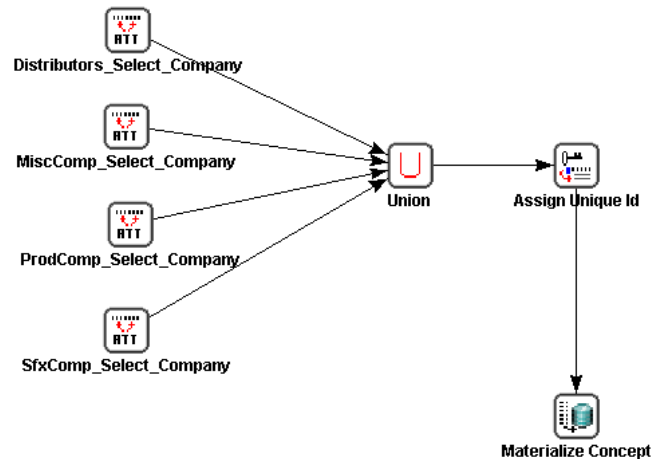 ATT
Distributors_Select_Company
ATT
MiscComp_Select_Company
Union
Assign Unique Id
ATT
ProdComp_Select_Company
ATT
SfxComp_Select_Company
Materialize Concept